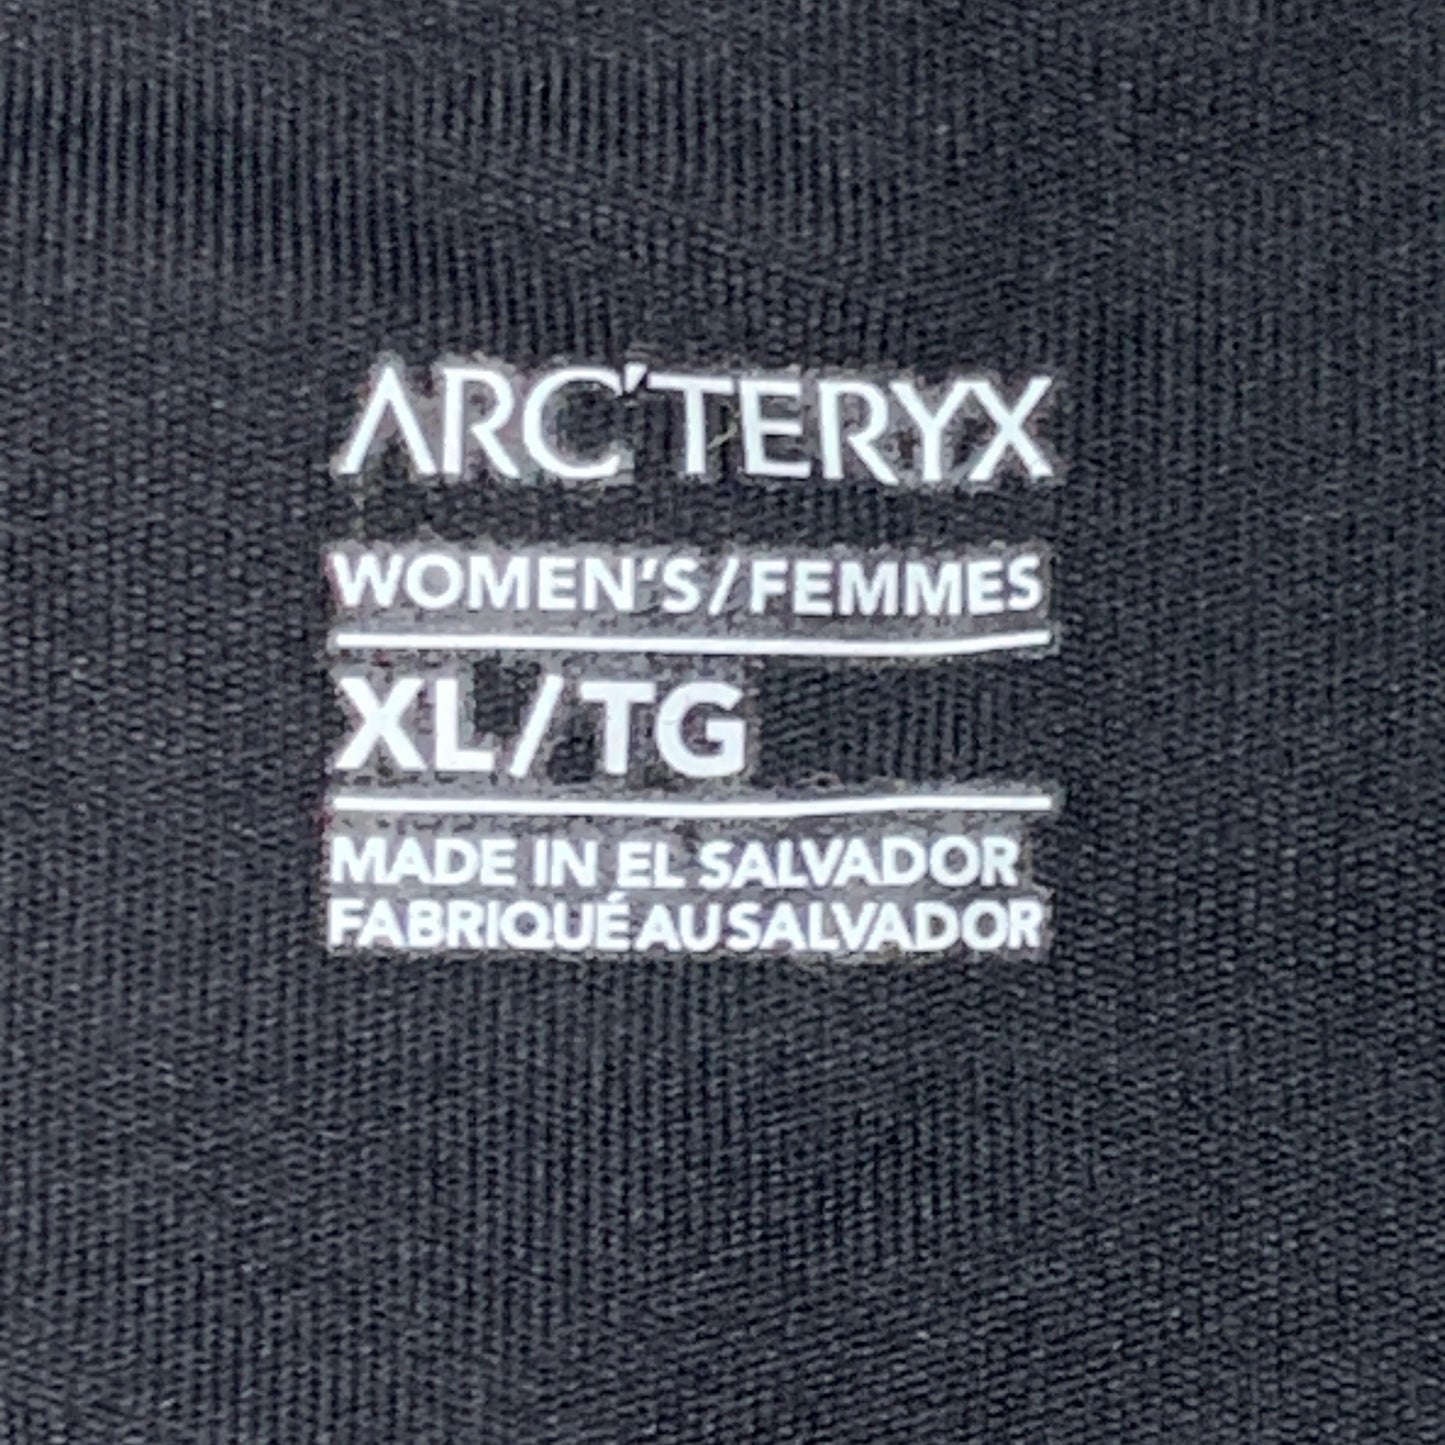 ARC'TERYX
WOMEN'S/FEMMES
XL/TG
MADE IN EL SALVADOR
FABRIQUÉ AU SALVADOR